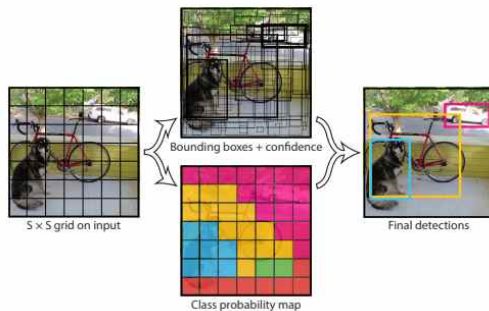 Bounding boxes + confidence
S × S grid on input
Final detections
Class probability map